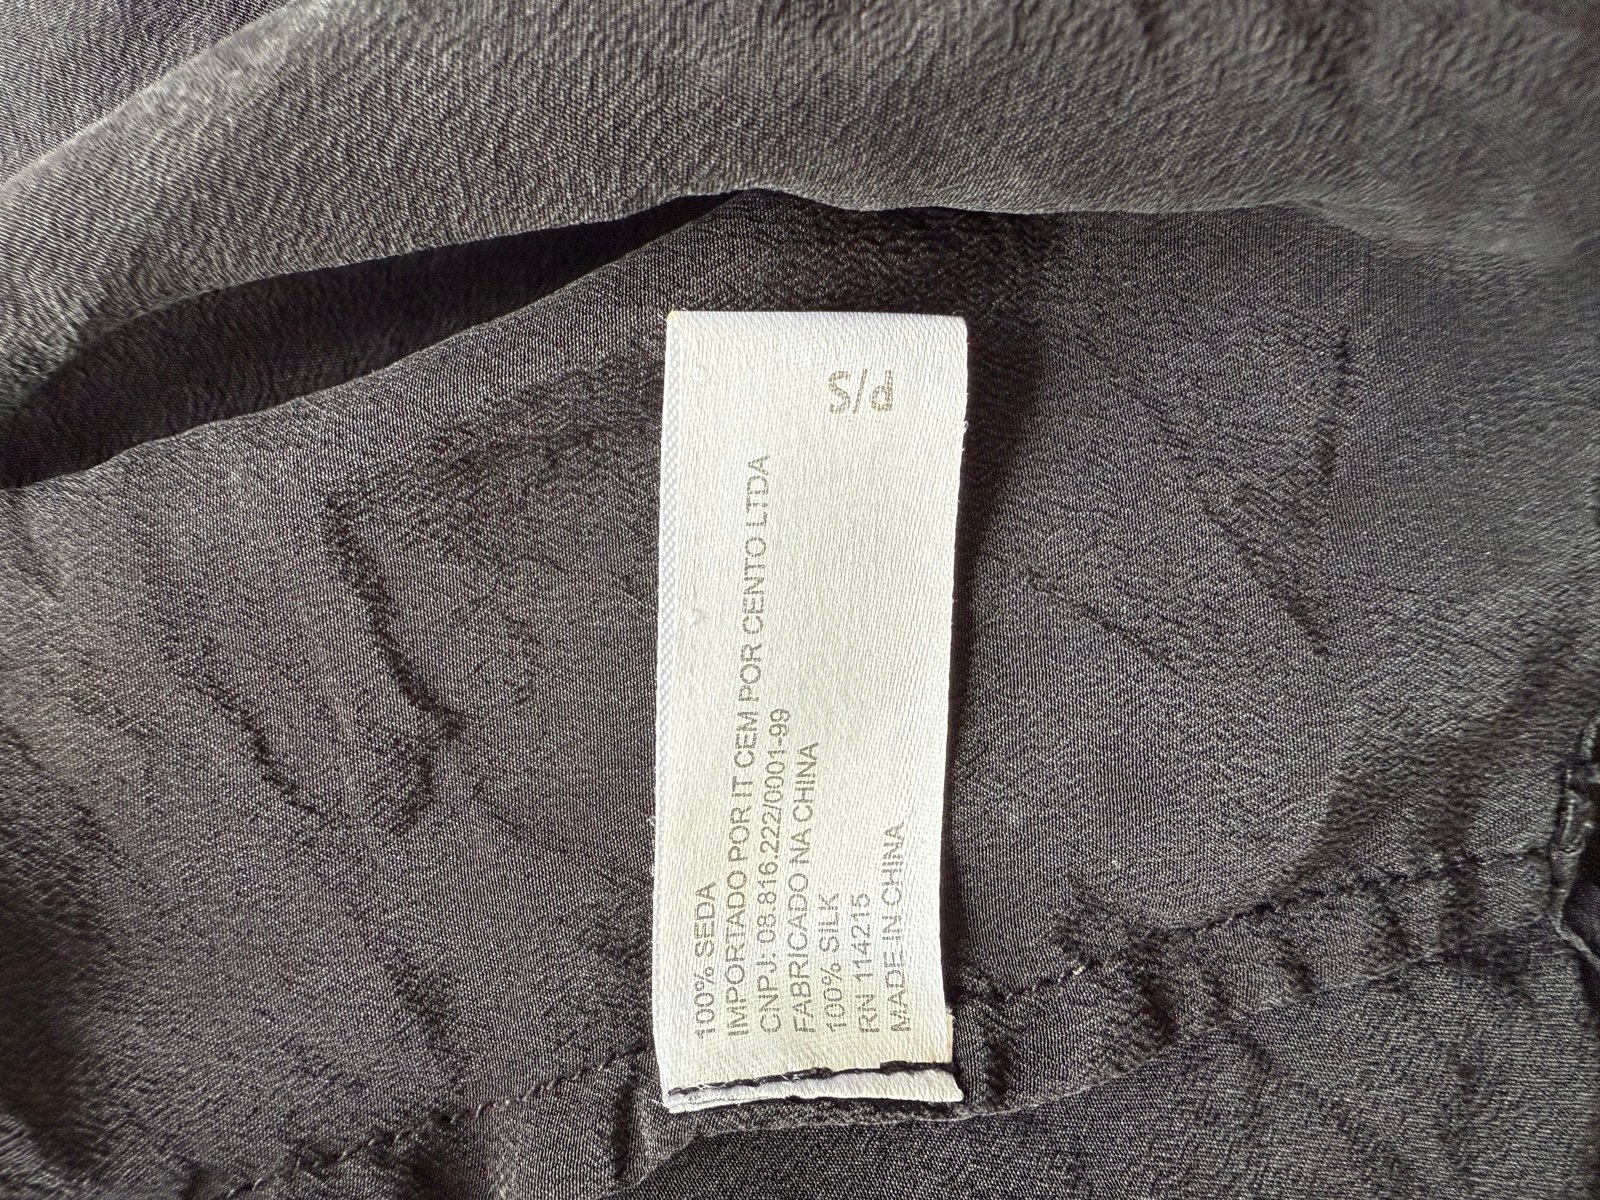 P/S
100% SEDA
IMPORTADO POR IT CEM POR CENTO LTDA
CNPJ: 08.816.222/0001-99
FABRICADO NA CHINA
100% SILK
RN 114215
MADE IN CHINA